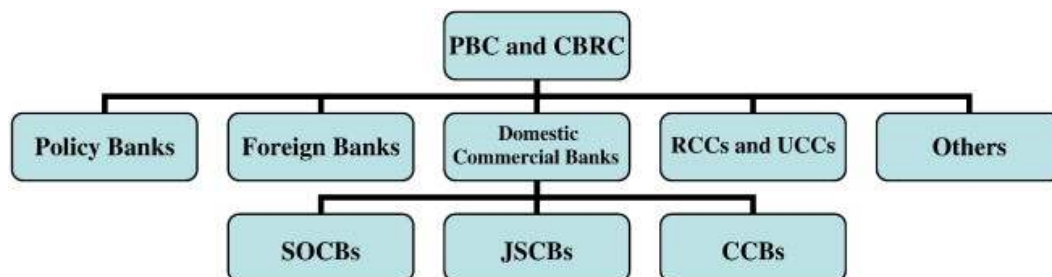 PBC and CBRC
Policy Banks
Foreign Banks
Domestic
Commercial Banks
RCCs and UCCs
Others
SOCBs
JSCBs
CCBs